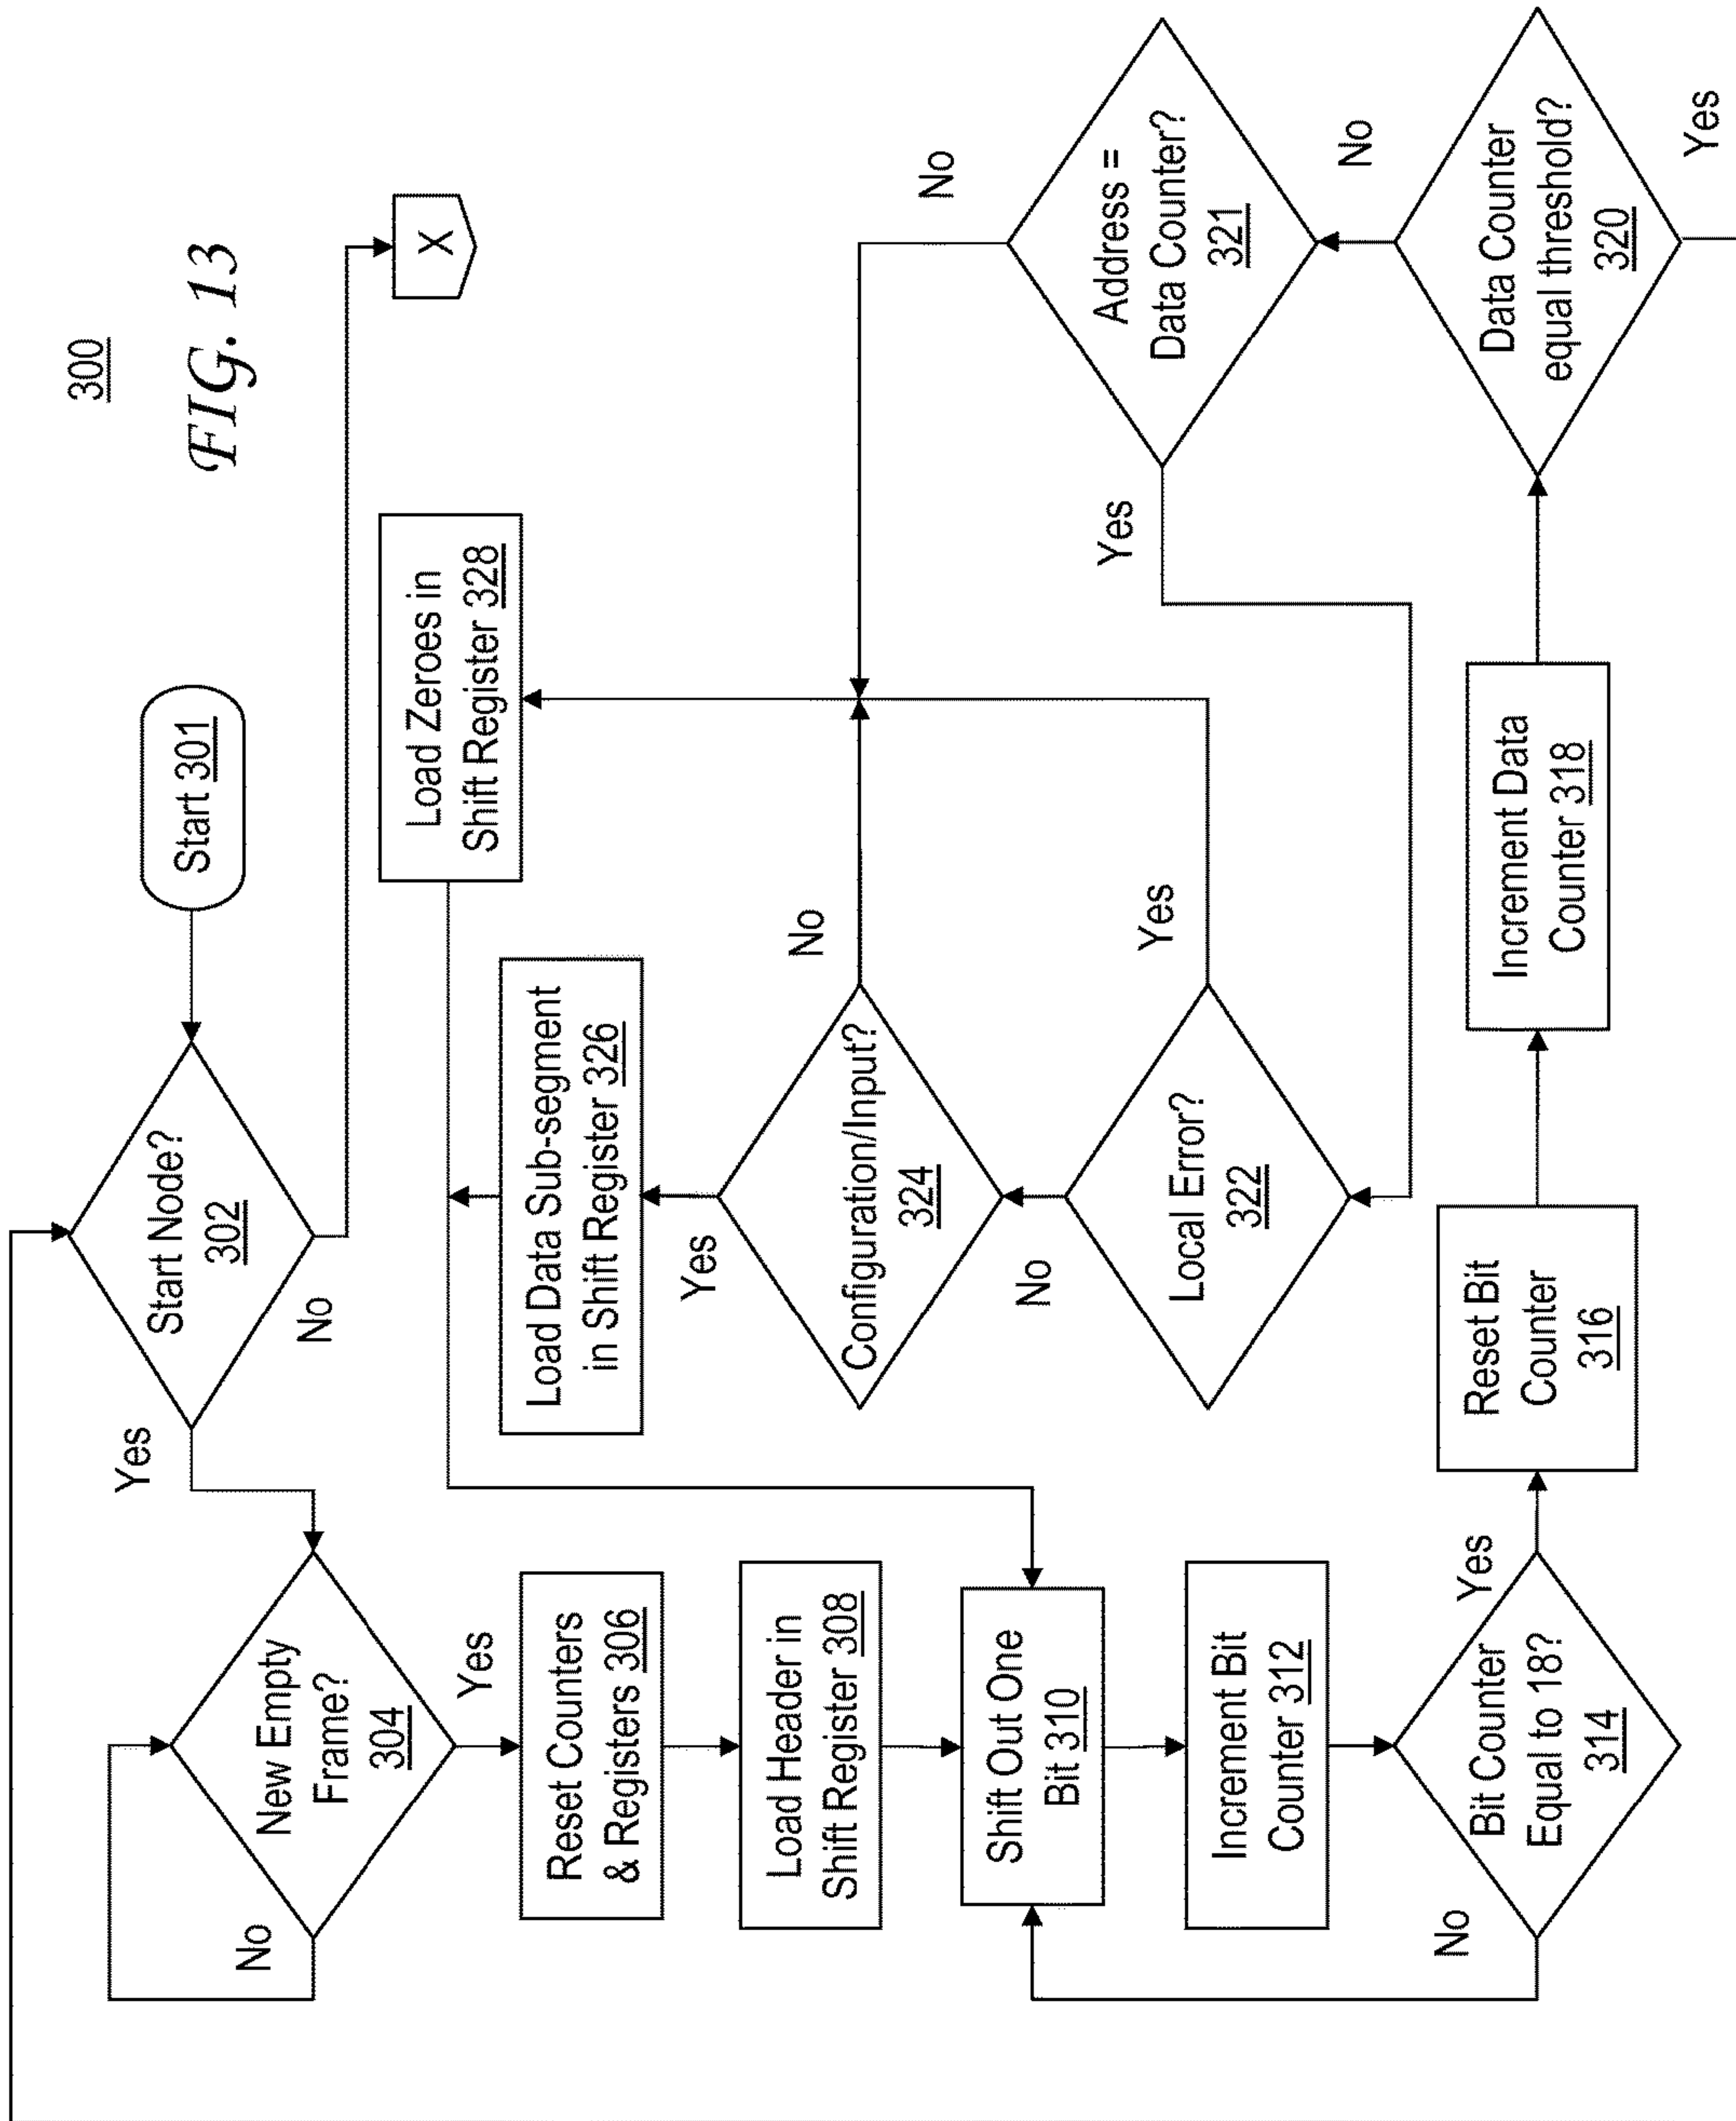 300
FIG. 13
Start 301
Start Node?
302
Yes
No
X
New Empty
Frame?
304
No
Yes
Reset Counters
& Registers 306
Load Header in
Shift Register 308
Shift Out One
Bit 310
Increment Bit
Counter 312
Bit Counter
Equal to 18?
314
No
Yes
Reset Bit
Counter
316
Increment Data
Counter 318
Data Counter
equal threshold?
320
Yes
No
Address =
Data Counter?
321
No
Yes
Local Error?
322
Yes
No
Configuration/Input?
324
No
Yes
Load Data Sub-segment
in Shift Register 326
Load Zeroes in
Shift Register 328